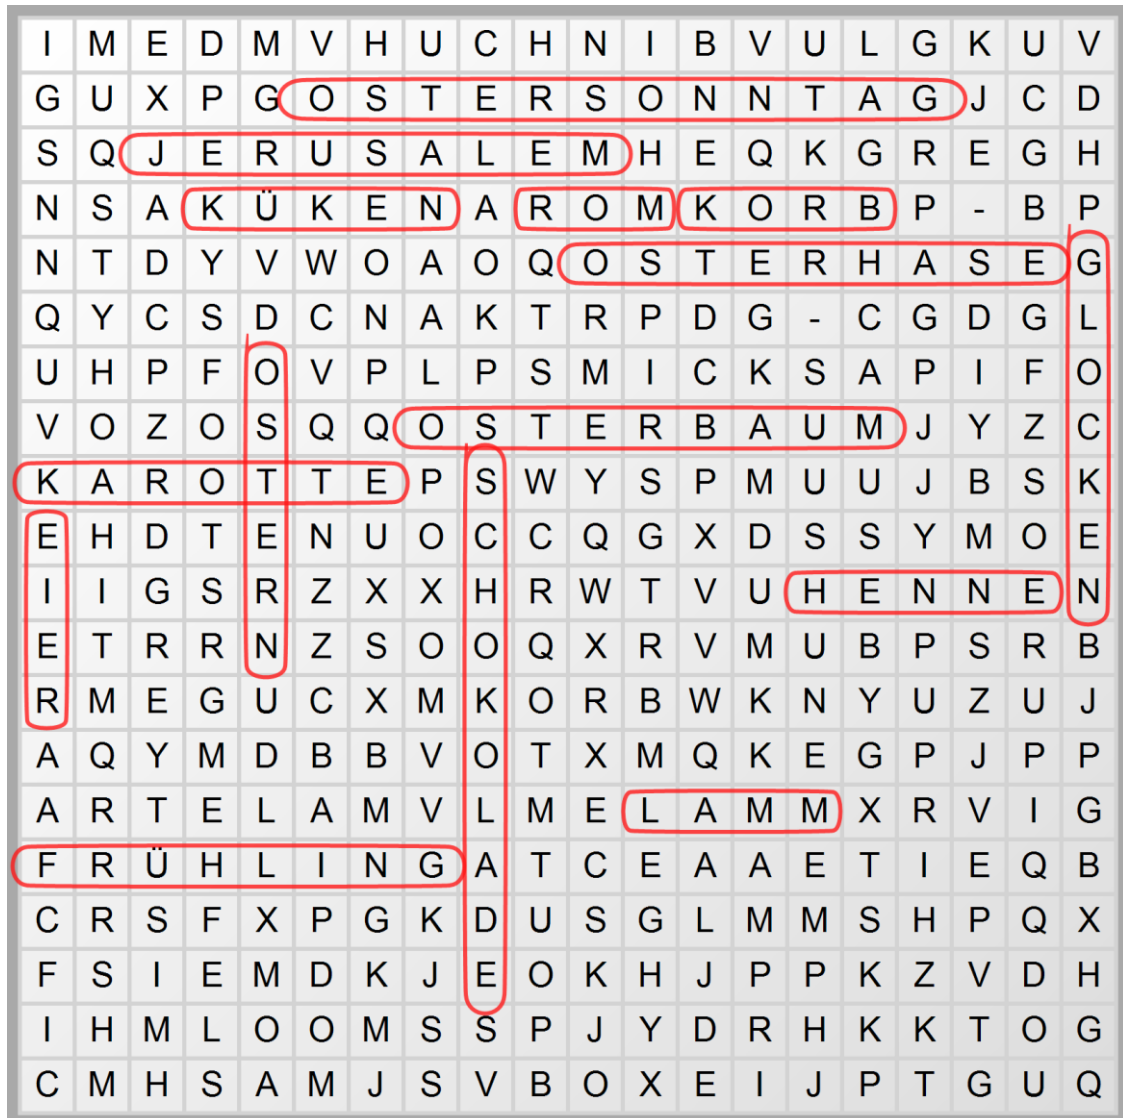 I M E D M V H U C H N I B V U L G K U V
G U X P G O S T E R S O N N T A G J C D
S Q J E R U S A L E M H E Q K G R E G H
N S A K Ü K E N A R O M K O R B P - B P
N T D Y V W O A O Q O S T E R H A S E G
Q Y C S D C N A K T R P D G - C G D G L
U H P F O V P L P S M I C K S A P I F O
V O Z O S Q Q O S T E R B A U M J Y Z C
K A R O T T E P S W Y S P M U U J B S K
E H D T E N U O C C Q G X D S S Y M O E
I I G S R Z X X H R W T V U H E N N E N
E T R R N Z S O O Q X R V M U B P S R B
R M E G U C X M K O R B W K N Y U Z U J
A Q Y M D B B V O T X M Q K E G P J P P
A R T E L A M V L M E L A M M X R V I G
F R Ü H L I N G A T C E A A E T I E Q B
C R S F X P G K D U S G L M M S H P Q X
F S I E M D K J E O K H J P P K Z V D H
I H M L O O M S S P J Y D R H K K T O G
C M H S A M J S V B O X E I J P T G U Q